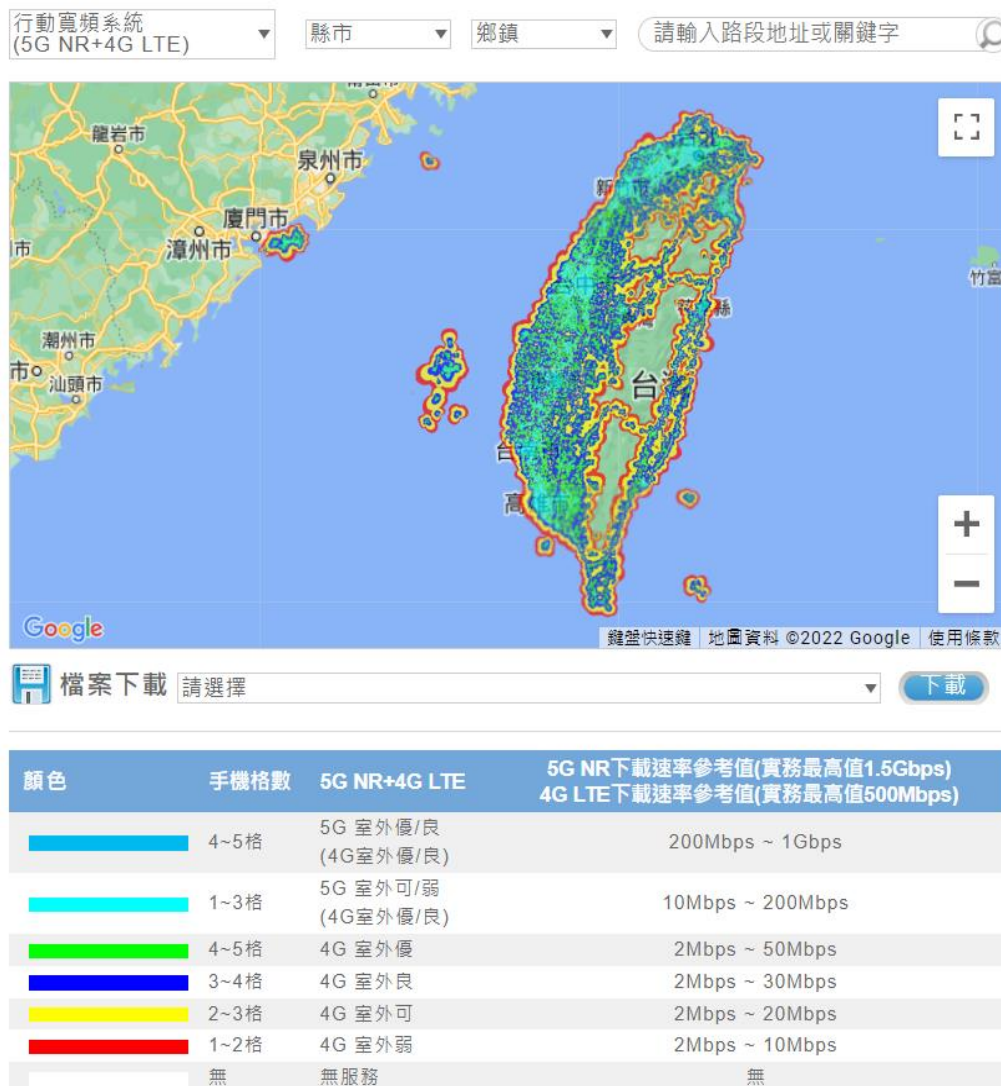 行動寬頻系統
(5G NR+4G LTE)
縣市
鄉鎮
請輸入路段地址或關鍵字
龍岩市
泉州市
廈門市
漳州市
市
潮州市
市
汕頭市
竹富
縣
台
高
Google
鍵盤快速鍵 地圖資料 ©2022 Google 使用條款
檔案下載 請選擇 下載
顏色 手機格數 5G NR+4G LTE 5G NR下載速率參考值(實務最高值1.5Gbps)
4G LTE下載速率參考值(實務最高值500Mbps)
4~5格 5G 室外優/良 200Mbps ~ 1Gbps
(4G室外優/良)
1~3格 5G 室外可/弱 10Mbps ~ 200Mbps
(4G室外優/良)
4~5格 4G 室外優 2Mbps ~ 50Mbps
3~4格 4G 室外良 2Mbps ~ 30Mbps
2~3格 4G 室外可 2Mbps ~ 20Mbps
1~2格 4G 室外弱 2Mbps ~ 10Mbps
無 無服務 無